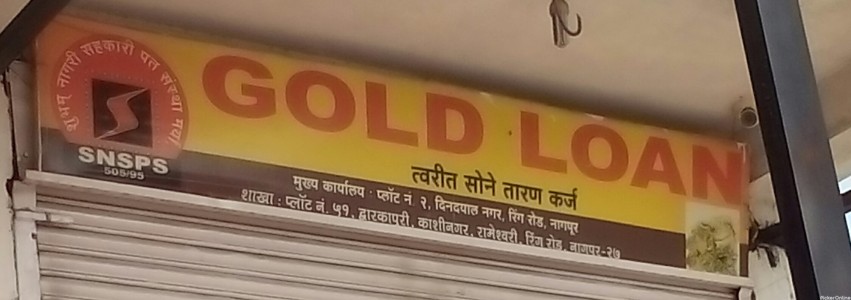 शुभम् नागरी सहकारी पत संस्था मर्या
SNSPS
505/95
GOLD LOAN
त्वरीत सोने तारण कर्ज
मुख्य कार्यालय : प्लॉट नं. २, दिनदयाल नगर, रिंग रोड, नागपूर
शाखा : प्लॉट नं. ५१, द्वारकापुरी, काशीनगर, रामेश्वरी, रिंग रोड, नागपूर-२७